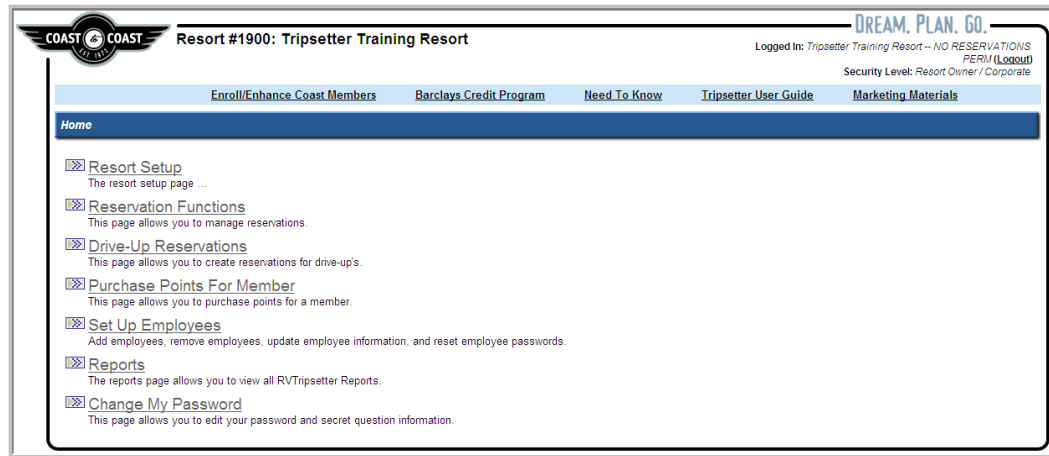 COAST to COAST
EST. 1972
Resort #1900: Tripsetter Training Resort
DREAM. PLAN. GO.
Logged In: Tripsetter Training Resort -- NO RESERVATIONS
PERM (Logout)
Security Level: Resort Owner / Corporate
Enroll/Enhance Coast Members Barclays Credit Program Need To Know Tripsetter User Guide Marketing Materials
Home
Resort Setup
The resort setup page ...
Reservation Functions
This page allows you to manage reservations.
Drive-Up Reservations
This page allows you to create reservations for drive-up's.
Purchase Points For Member
This page allows you to purchase points for a member.
Set Up Employees
Add employees, remove employees, update employee information, and reset employee passwords.
Reports
The reports page allows you to view all RVTripsetter Reports.
Change My Password
This page allows you to edit your password and secret question information.